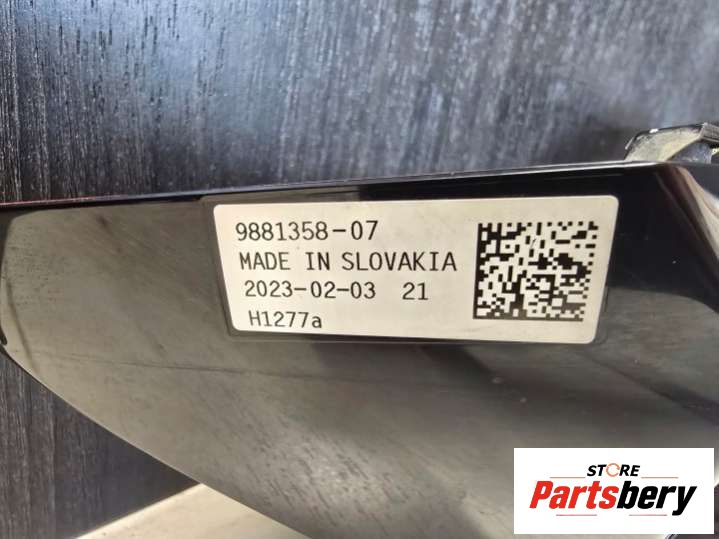 9881358-07
MADE IN SLOVAKIA
2023-02-03 21
H1277a
STORE
Partsbery